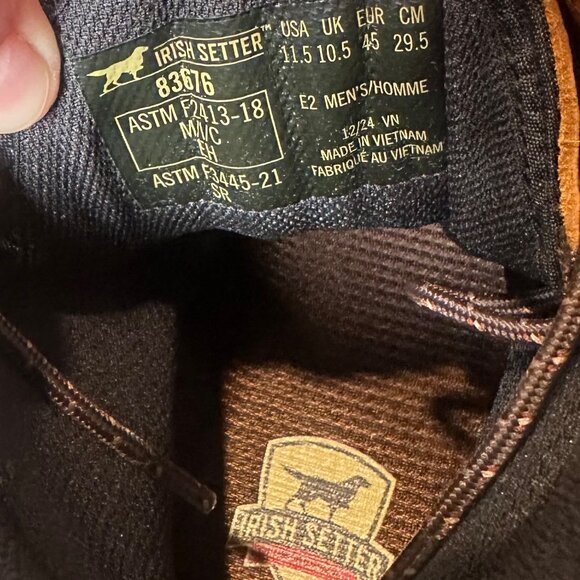 IRISH SETTER™
83676
ASTM F2413-18
M/I/C
EH
ASTM F3445-21
SR
USA UK EUR CM
11.5 10.5 45 29.5
E2 MEN'S/HOMME
12/24 VN
MADE IN VIETNAM
FABRIQUÉ AU VIETNAM
IRISH SETTER